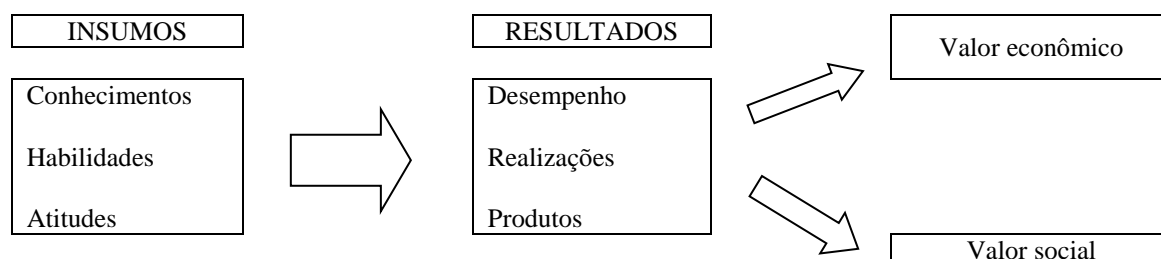 INSUMOS
Conhecimentos
Habilidades
Atitudes
RESULTADOS
Desempenho
Realizações
Produtos
Valor econômico
Valor social